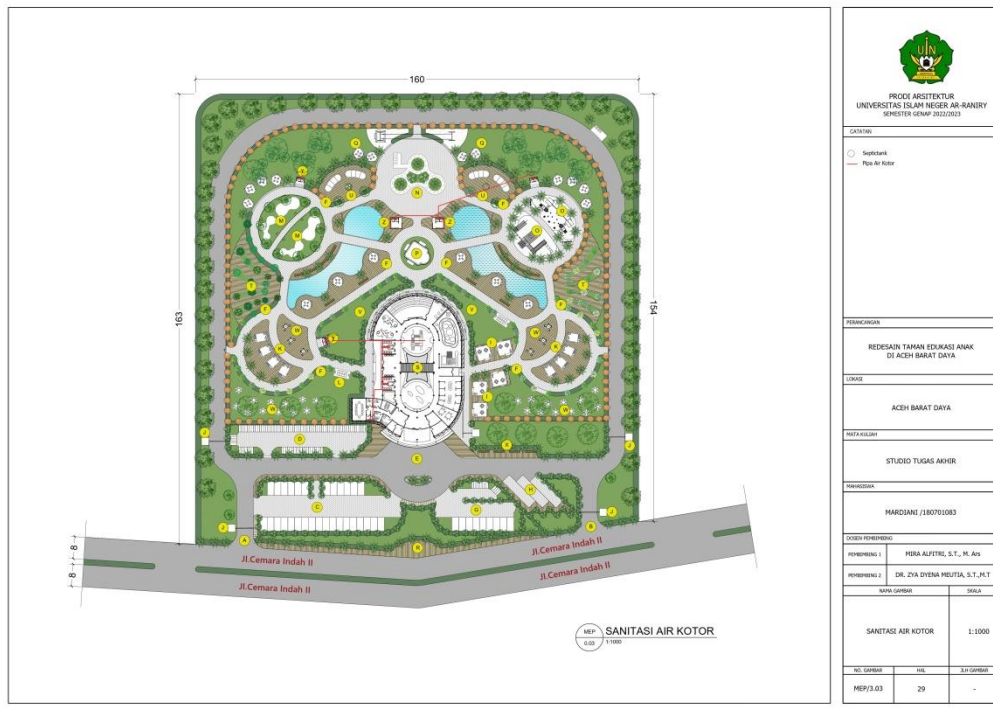 160
163
154
Q
Q
X
U
U
F
F
N
M
M
Z
Z
O
O
P
F
F
T
T
F
F
V
V
W
W
K
K
I
F
L
S
F
I
W
W
J
D
J
E
C
G
H
J
J
A
B
R
8
8
Jl.Cemara Indah II
Jl.Cemara Indah II
Jl.Cemara Indah II
Jl.Cemara Indah II
MEP
0.03
SANITASI AIR KOTOR
1:1000
UIN
PRODI ARSITEKTUR
UNIVERSITAS ISLAM NEGER AR-RANIRY
SEMESTER GENAP 2022/2023
CATATAN
Septictank
Pipa Air Kotor
PERANCANGAN
REDESAIN TAMAN EDUKASI ANAK
DI ACEH BARAT DAYA
LOKASI
ACEH BARAT DAYA
MATA KULIAH
STUDIO TUGAS AKHIR
MAHASISWA
MARDIANI /180701083
DOSEN PEMBIMBING
PEMBIMBING 1 MIRA ALFITRI, S.T., M. Ars
PEMBIMBING 2 DR. ZYA DYENA MEUTIA, S.T.,M.T
NAMA GAMBAR SKALA
SANITASI AIR KOTOR 1:1000
NO. GAMBAR HAL JLH GAMBAR
MEP/3.03 29 -